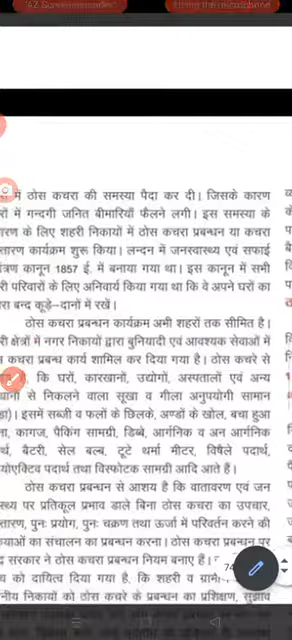 "AZ Screenrecorder"
using the microphone
में ठोस कचरा की समस्या पैदा कर दी। जिसके कारण
में गन्दगी जनित बीमारियाँ फैलने लगी। इस समस्या के
के लिए शहरी निकायों में ठोस कचरा प्रबन्धन या कचरा
कार्यक्रम शुरू किया। लन्दन में जनस्वास्थ्य एवं सफाई
कानून 1857 ई. में बनाया गया था। इस कानून में सभी
परिवारों के लिए अनिवार्य किया गया था कि वे अपने घरों का
बन्द कूड़े-दानों में रखें।
ठोस कचरा प्रबन्धन कार्यक्रम अभी शहरों तक सीमित है।
क्षेत्रों में नगर निकायों द्वारा बुनियादी एवं आवश्यक सेवाओं में
कचरा प्रबन्ध कार्य शामिल कर दिया गया है। ठोस कचरे से
कि घरों, कारखानों, उद्योगों, अस्पतालों एवं अन्य
से निकलने वाला सूखा व गीला अनुपयोगी सामान
इसमें सब्जी व फलों के छिलके, अण्डों के खोल, बचा हुआ
कागज, पैकिंग सामग्री, डिब्बे, आर्गनिक व अन आर्गनिक
बैटरी, सेल बल्ब, टूटे थर्मा मीटर, विषैले पदार्थ,
पदार्थ तथा विस्फोटक सामग्री आदि आते हैं।
ठोस कचरा प्रबन्धन से आशय है कि वातावरण एवं जन
पर प्रतिकूल प्रभाव डाले बिना ठोस कचरा का उपचार,
पुनः प्रयोग, पुनः चक्रण तथा ऊर्जा में परिवर्तन करने की
का संचालन का प्रबन्धन करना। ठोस कचरा प्रबन्धन पर
सरकार ने ठोस कचरा प्रबन्धन नियम बनाए हैं।
74
को दायित्व दिया गया है, कि शहरी व
निकायों को ठोस कचरे के प्रबन्धन का प्रशिक्षण, सुझाव